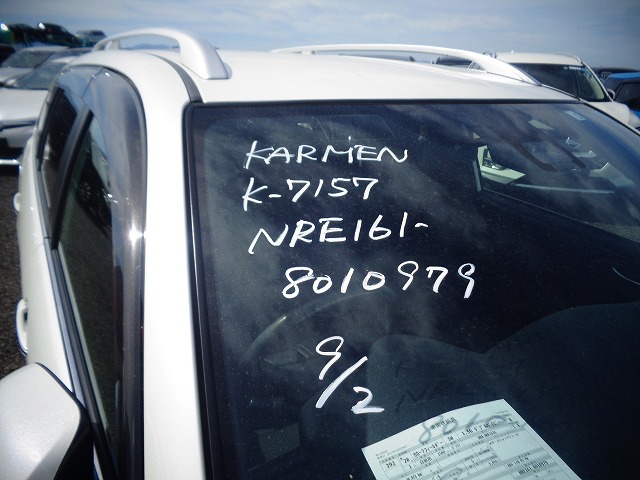 KARMEN
K-7157
NRE161-
8010979
9/2